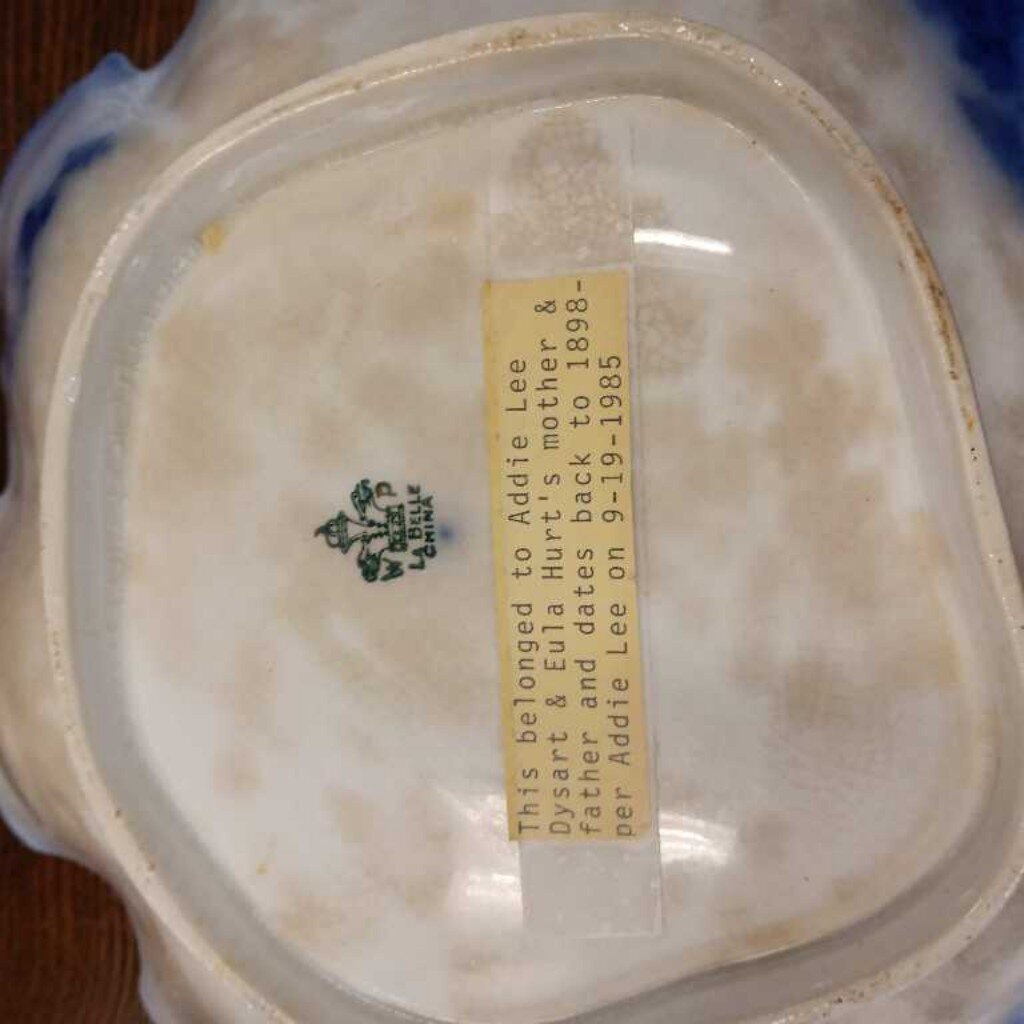 W P
LA BELLE
CHINA
This belonged to Addie Lee
Dysart & Eula Hurt's mother &
father and dates back to 1898-
per Addie Lee on 9-19-1985